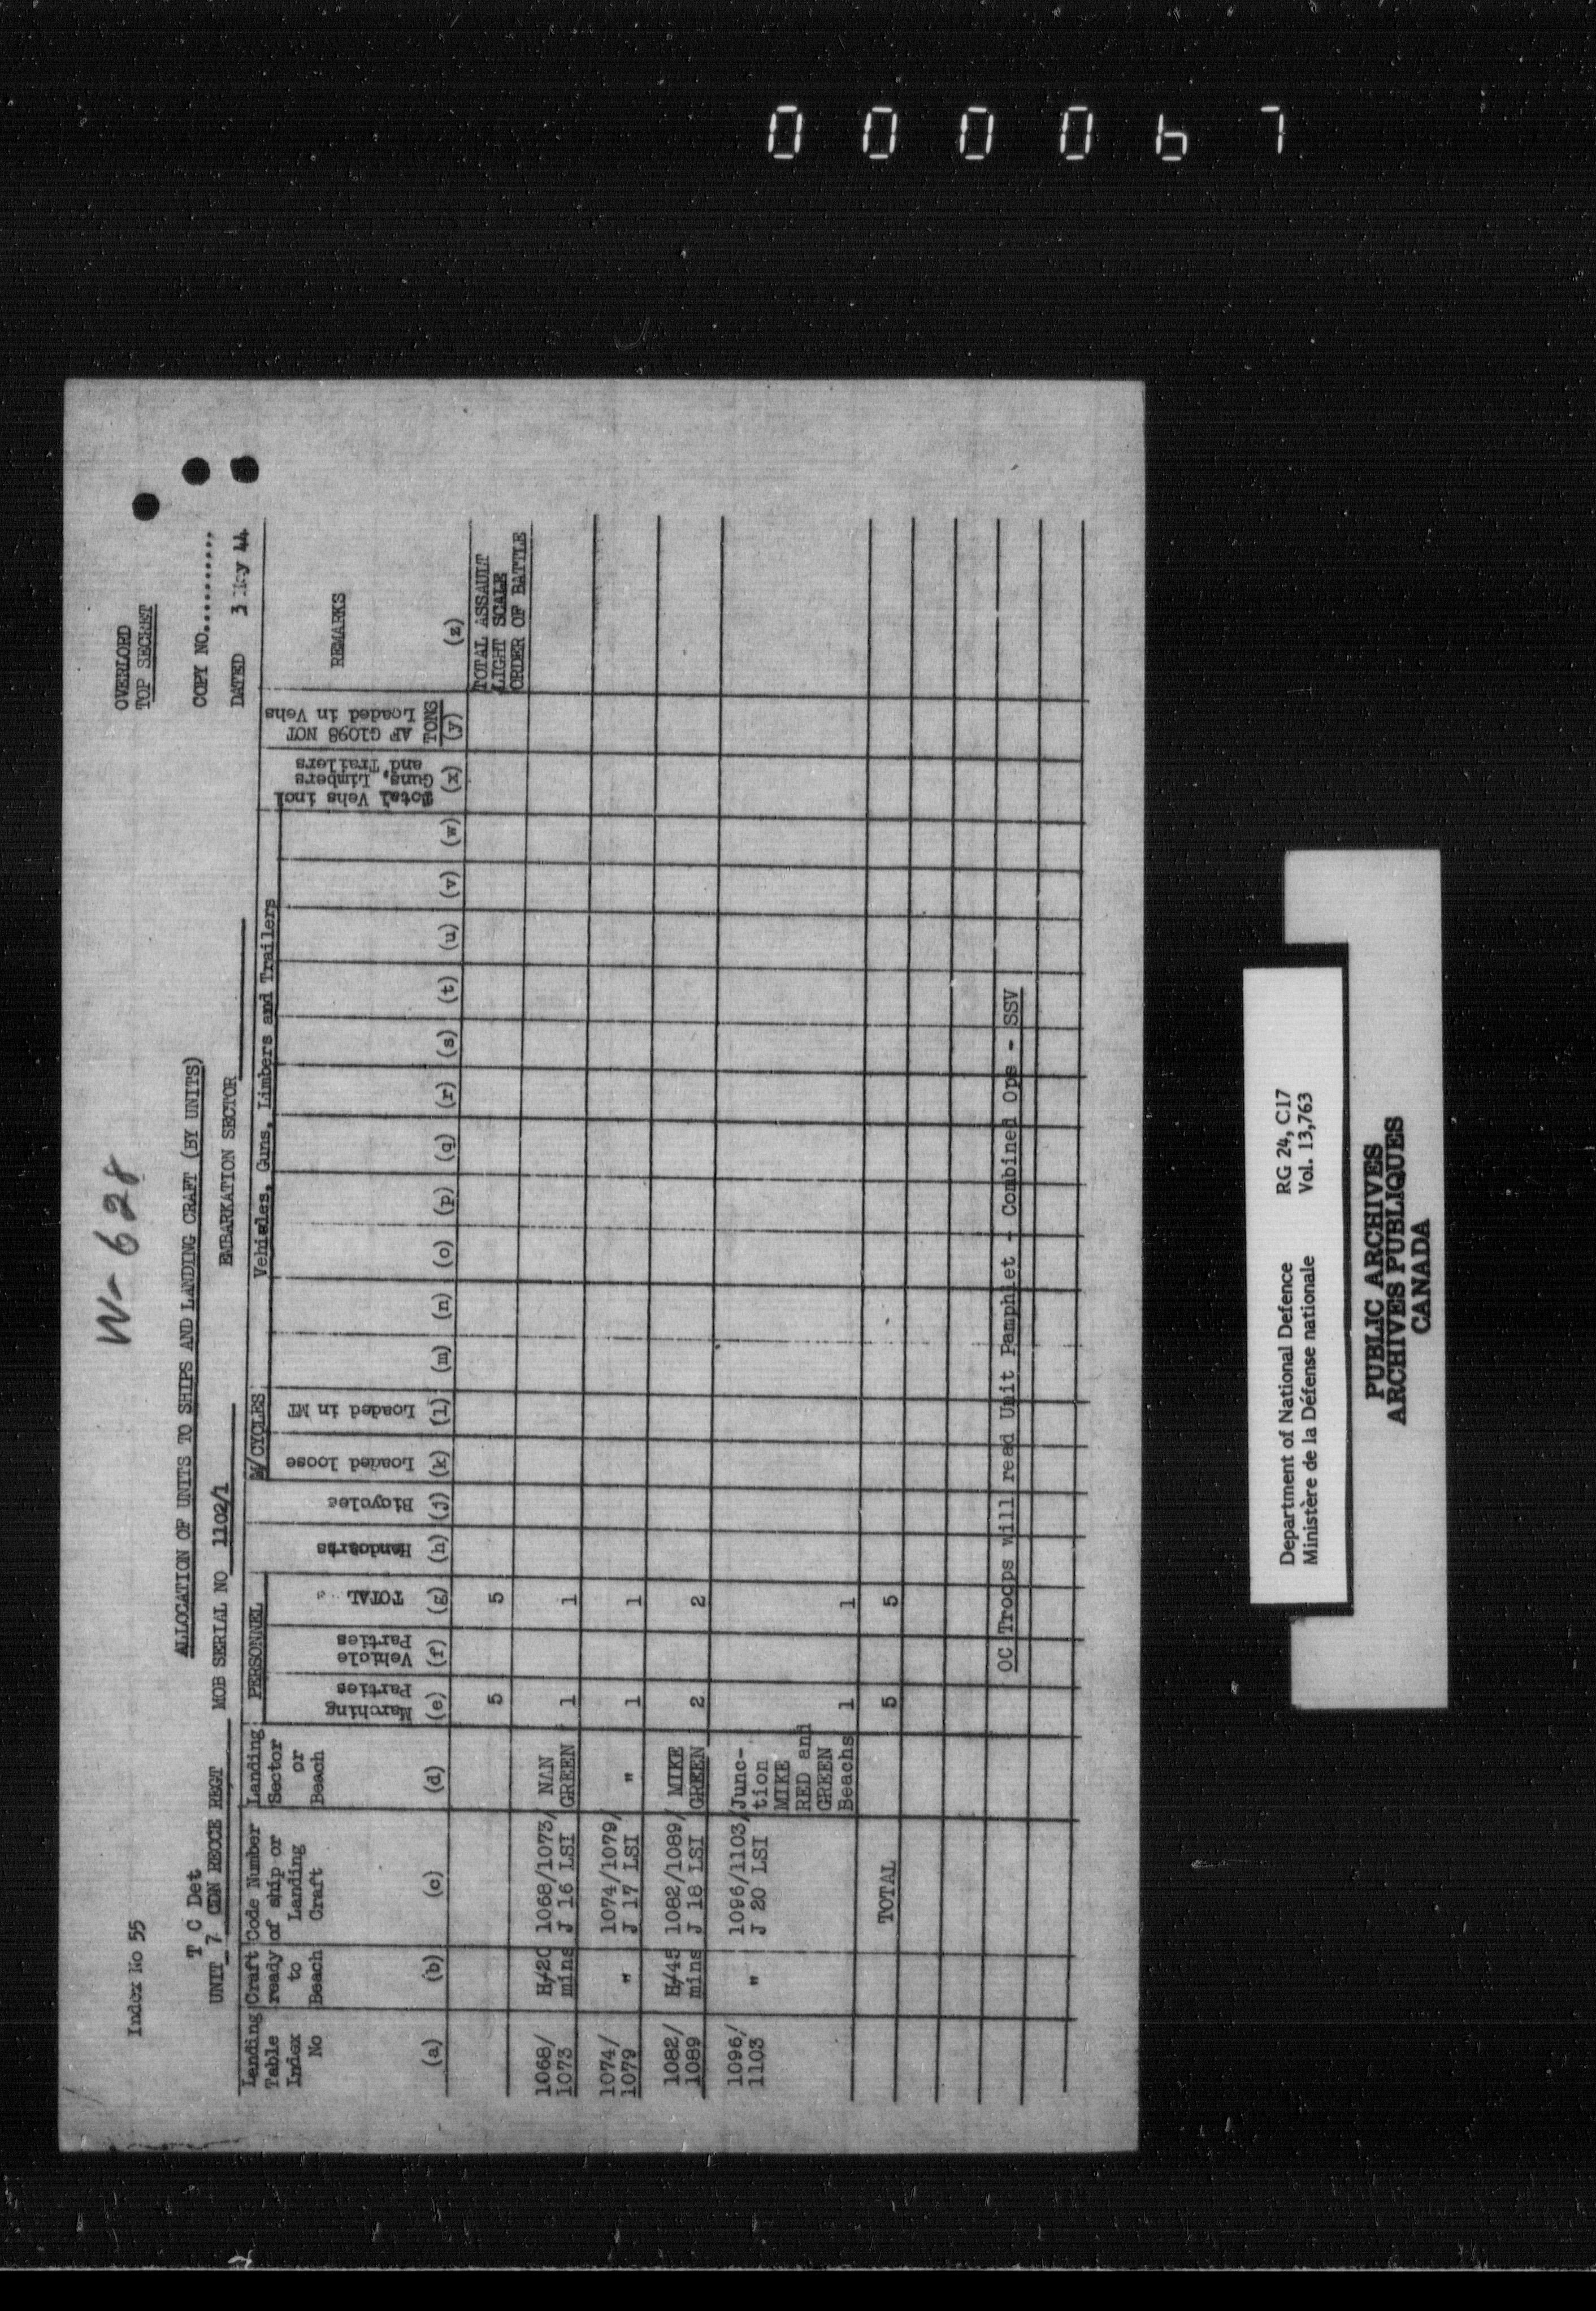 000067
W-628
OVERLORD
TOP SECRET
Index No 55
ALLOCATION OF UNITS TO SHIPS AND LANDING CRAFT (BY UNITS)
COPY NO..........
T C Det
UNIT 7 CDN RECCE REGT MOB SERIAL NO 1102/1 EMBARKATION SECTOR
DATED 3 May 44
Landing Table Index No (a)
Craft ready to Beach (b)
Code Number of ship or Landing Craft (c)
Landing Sector or Beach (d)
PERSONNEL
Marching Parties (e)
Vehicle Parties (f)
TOTAL (g)
Handcarts (h)
Bicycles (j)
M/CYCLES
Loaded loose (k)
Loaded in MT (l)
Vehicles, Guns, Limbers and Trailers
(m) (n) (o) (p) (q) (r) (s) (t) (u) (v) (w)
Total Vehs incl Guns, Limbers and Trailers (x)
AF G1098 NOT Loaded in Vehs TONS (y)
REMARKS (z)
5 5 TOTAL ASSAULT
LIGHT SCALE
ORDER OF BATTLE
1068/ H/20 1068/1073/ NAN
1073 mins J 16 LSI GREEN 1 1
1074/ " 1074/1079/ "
1079 J 17 LSI 1 1
1082/ H/45 1082/1089/ MIKE
1089 mins J 18 LSI GREEN 2 2
1096/ " 1096/1103/ Junc-
1103 J 20 LSI tion
MIKE
RED and
GREEN
Beachs 1 1
TOTAL 5 5
OC Troops will read Unit Pamphlet - Combined Ops - SSV
Department of National Defence RG 24, C17
Ministère de la Défense nationale Vol. 13,763
PUBLIC ARCHIVES
ARCHIVES PUBLIQUES
CANADA